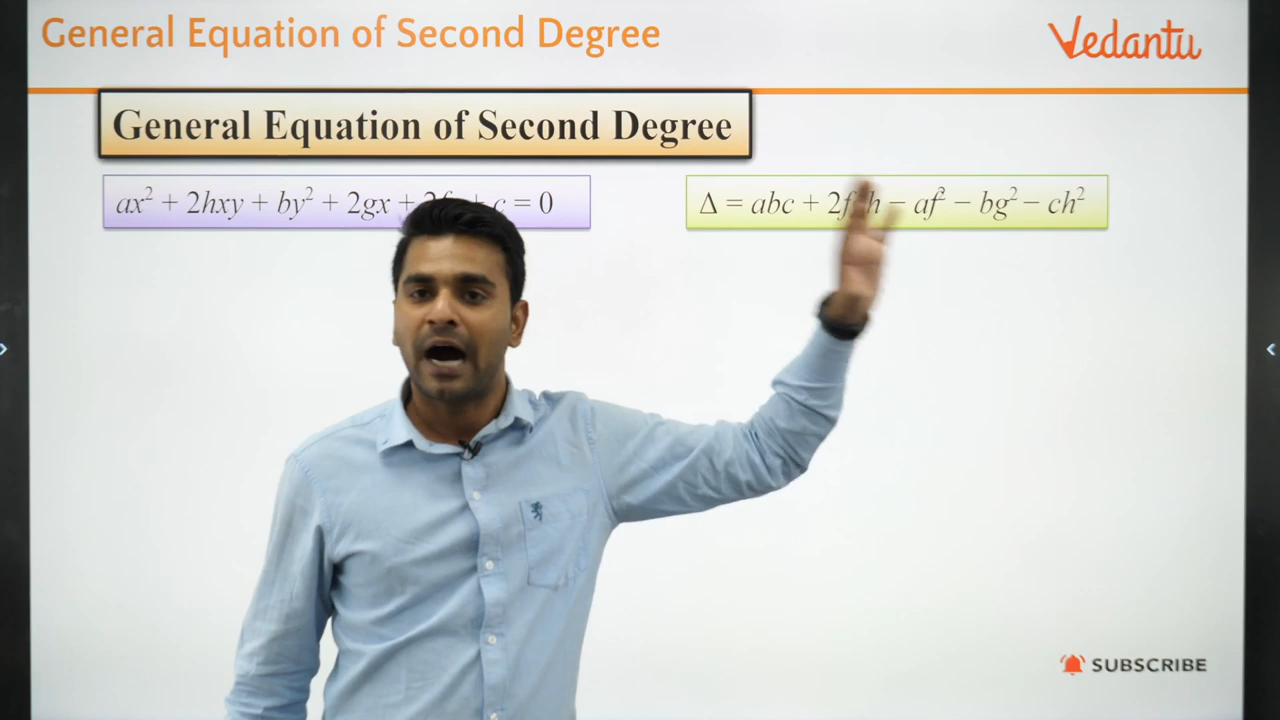 General Equation of Second Degree
Vedantu
General Equation of Second Degree
ax² + 2hxy + by² + 2gx + c = 0
Δ = abc + 2f h − af² − bg² − ch²
SUBSCRIBE